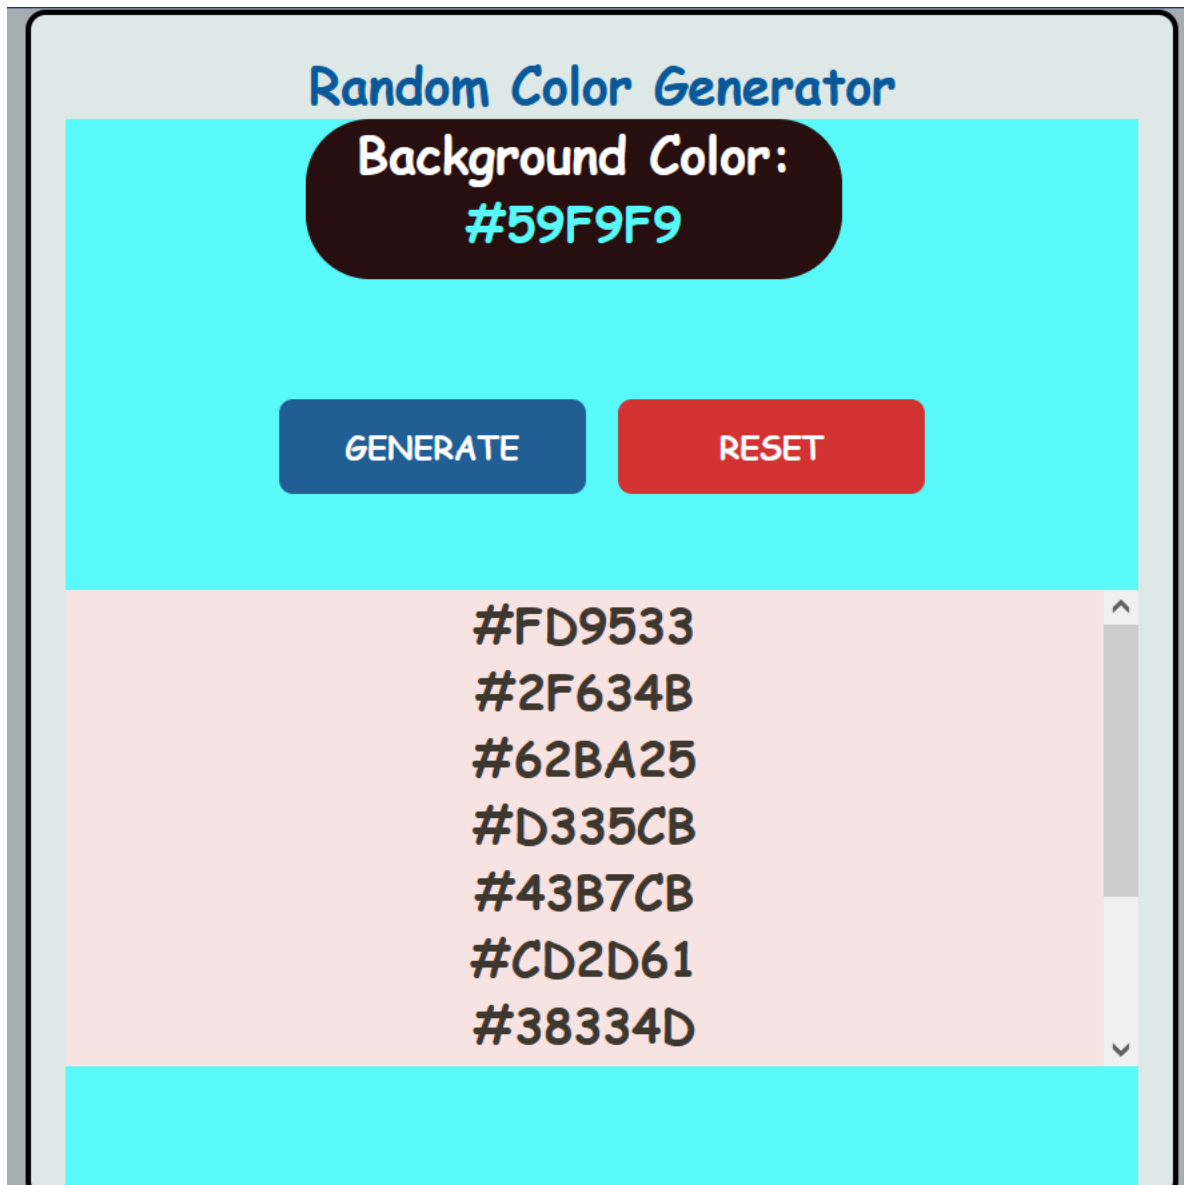 Random Color Generator
Background Color:
#59F9F9
GENERATE
RESET
#FD9533
#2F634B
#62BA25
#D335CB
#43B7CB
#CD2D61
#38334D